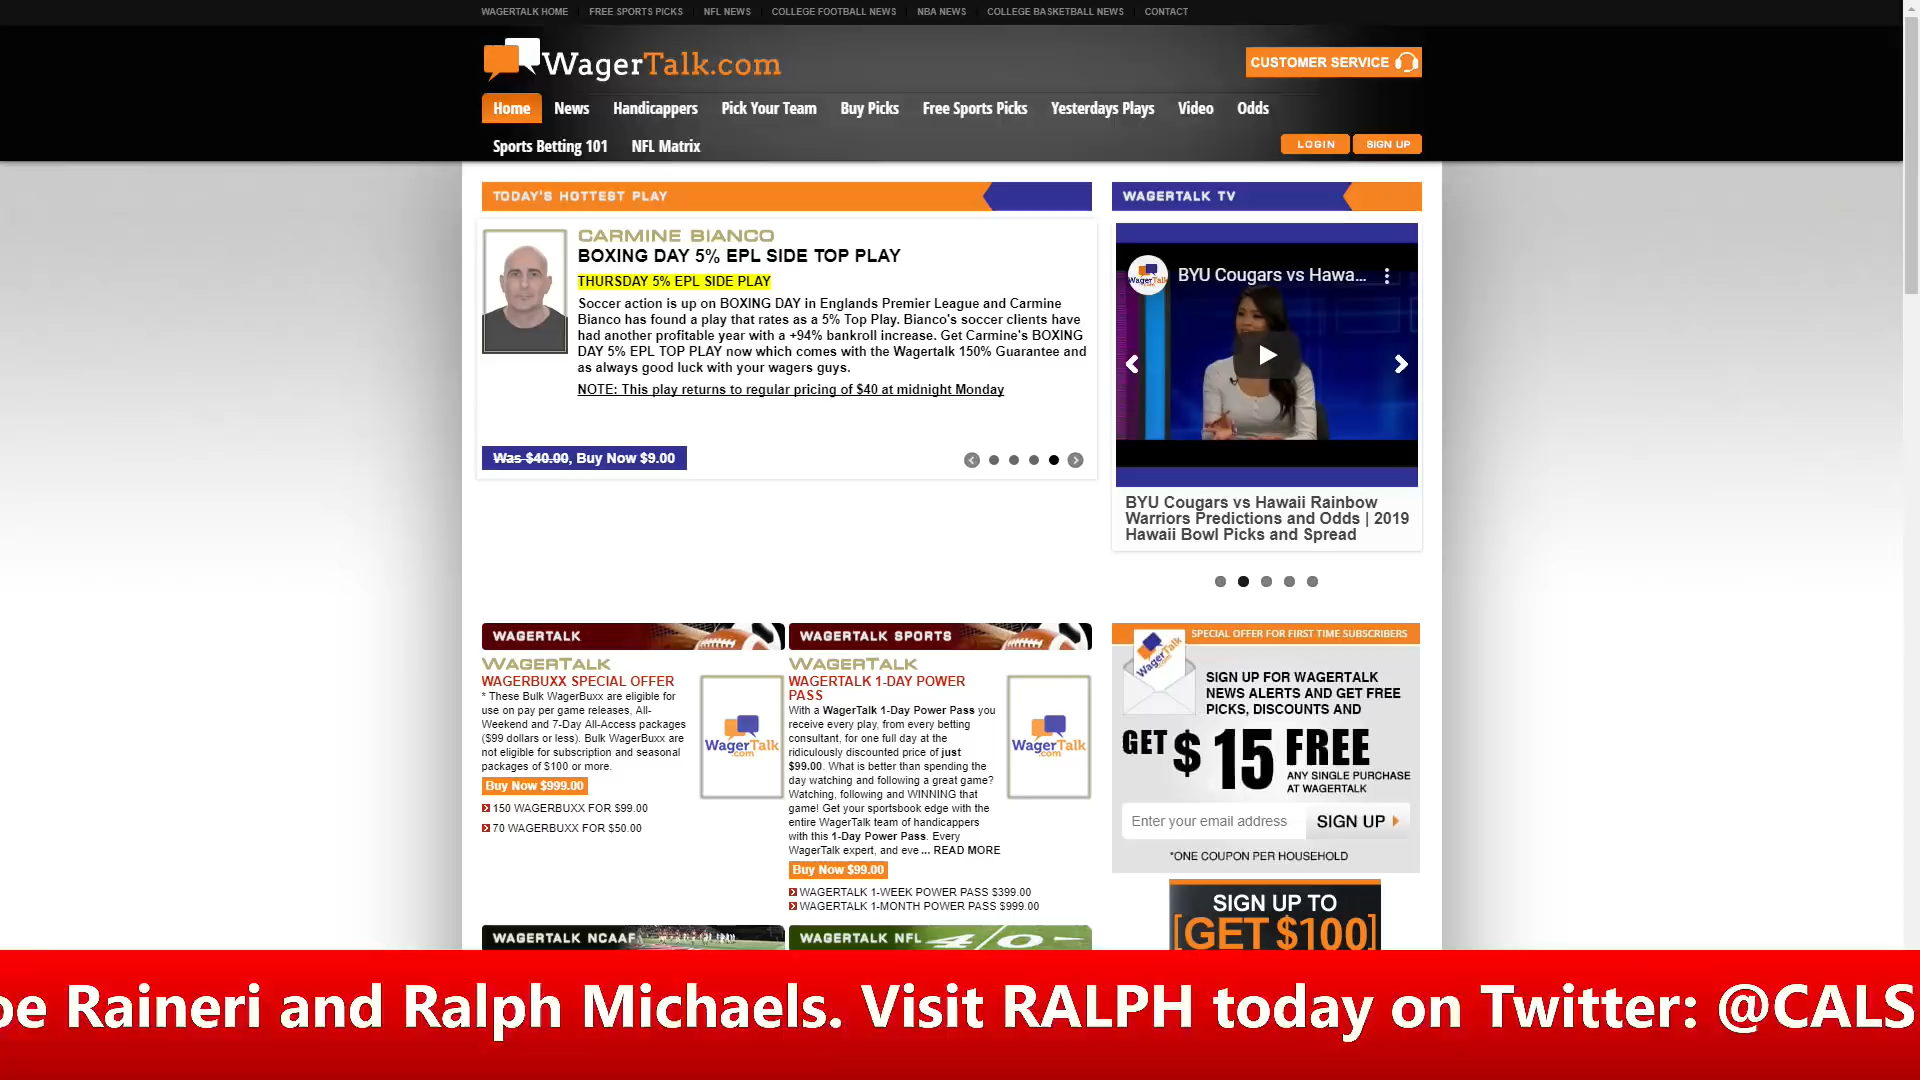 WAGERTALK HOME FREE SPORTS PICKS NFL NEWS COLLEGE FOOTBALL NEWS NBA NEWS COLLEGE BASKETBALL NEWS CONTACT
WagerTalk.com
CUSTOMER SERVICE
Home News Handicappers Pick Your Team Buy Picks Free Sports Picks Yesterdays Plays Video Odds
Sports Betting 101 NFL Matrix
LOGIN SIGN UP
TODAY'S HOTTEST PLAY
CARMINE BIANCO
BOXING DAY 5% EPL SIDE TOP PLAY
THURSDAY 5% EPL SIDE PLAY
Soccer action is up on BOXING DAY in Englands Premier League and Carmine
Bianco has found a play that rates as a 5% Top Play. Bianco's soccer clients have
had another profitable year with a +94% bankroll increase. Get Carmine's BOXING
DAY 5% EPL TOP PLAY now which comes with the Wagertalk 150% Guarantee and
as always good luck with your wagers guys.
NOTE: This play returns to regular pricing of $40 at midnight Monday
Was $40.00, Buy Now $9.00
WAGERTALK TV
WagerTalk
BYU Cougars vs Hawa...
BYU Cougars vs Hawaii Rainbow
Warriors Predictions and Odds | 2019
Hawaii Bowl Picks and Spread
WAGERTALK
WAGERTALK
WAGERBUXX SPECIAL OFFER
* These Bulk WagerBuxx are eligible for
use on pay per game releases, All-
Weekend and 7-Day All-Access packages
($99 dollars or less). Bulk WagerBuxx are
not eligible for subscription and seasonal
packages of $100 or more.
Buy Now $999.00
150 WAGERBUXX FOR $99.00
70 WAGERBUXX FOR $50.00
WagerTalk
.com
WAGERTALK SPORTS
WAGERTALK
WAGERTALK 1-DAY POWER
PASS
With a WagerTalk 1-Day Power Pass you
receive every play, from every betting
consultant, for one full day at the
ridiculously discounted price of just
$99.00. What is better than spending the
day watching and following a great game?
Watching, following and WINNING that
game! Get your sportsbook edge with the
entire WagerTalk team of handicappers
with this 1-Day Power Pass. Every
WagerTalk expert, and eve ... READ MORE
Buy Now $99.00
WAGERTALK 1-WEEK POWER PASS $399.00
WAGERTALK 1-MONTH POWER PASS $999.00
WagerTalk
.com
SPECIAL OFFER FOR FIRST TIME SUBSCRIBERS
WagerTalk
SIGN UP FOR WAGERTALK
NEWS ALERTS AND GET FREE
PICKS, DISCOUNTS AND
GET $15 FREE
ANY SINGLE PURCHASE
AT WAGERTALK
Enter your email address SIGN UP
*ONE COUPON PER HOUSEHOLD
SIGN UP TO
[GET $100]
WAGERTALK NCAAF
WAGERTALK NFL
oe Raineri and Ralph Michaels. Visit RALPH today on Twitter: @CALS